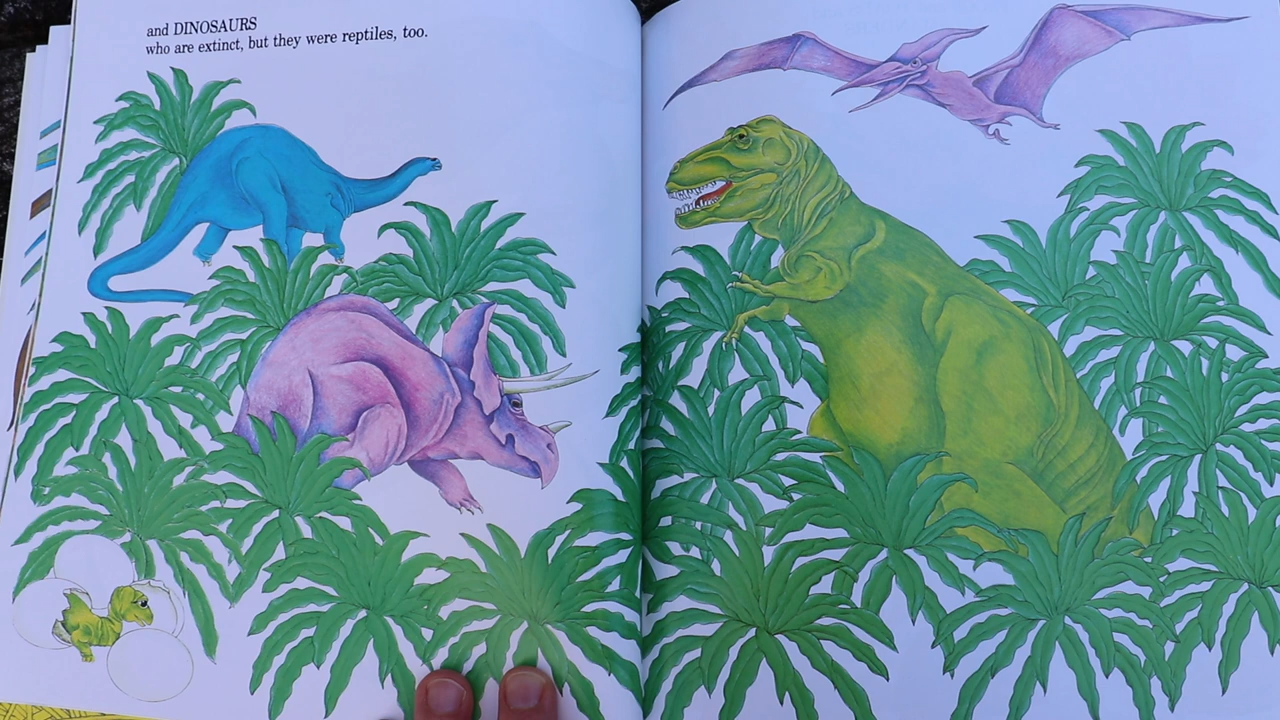 and DINOSAURS
who are extinct, but they were reptiles, too.